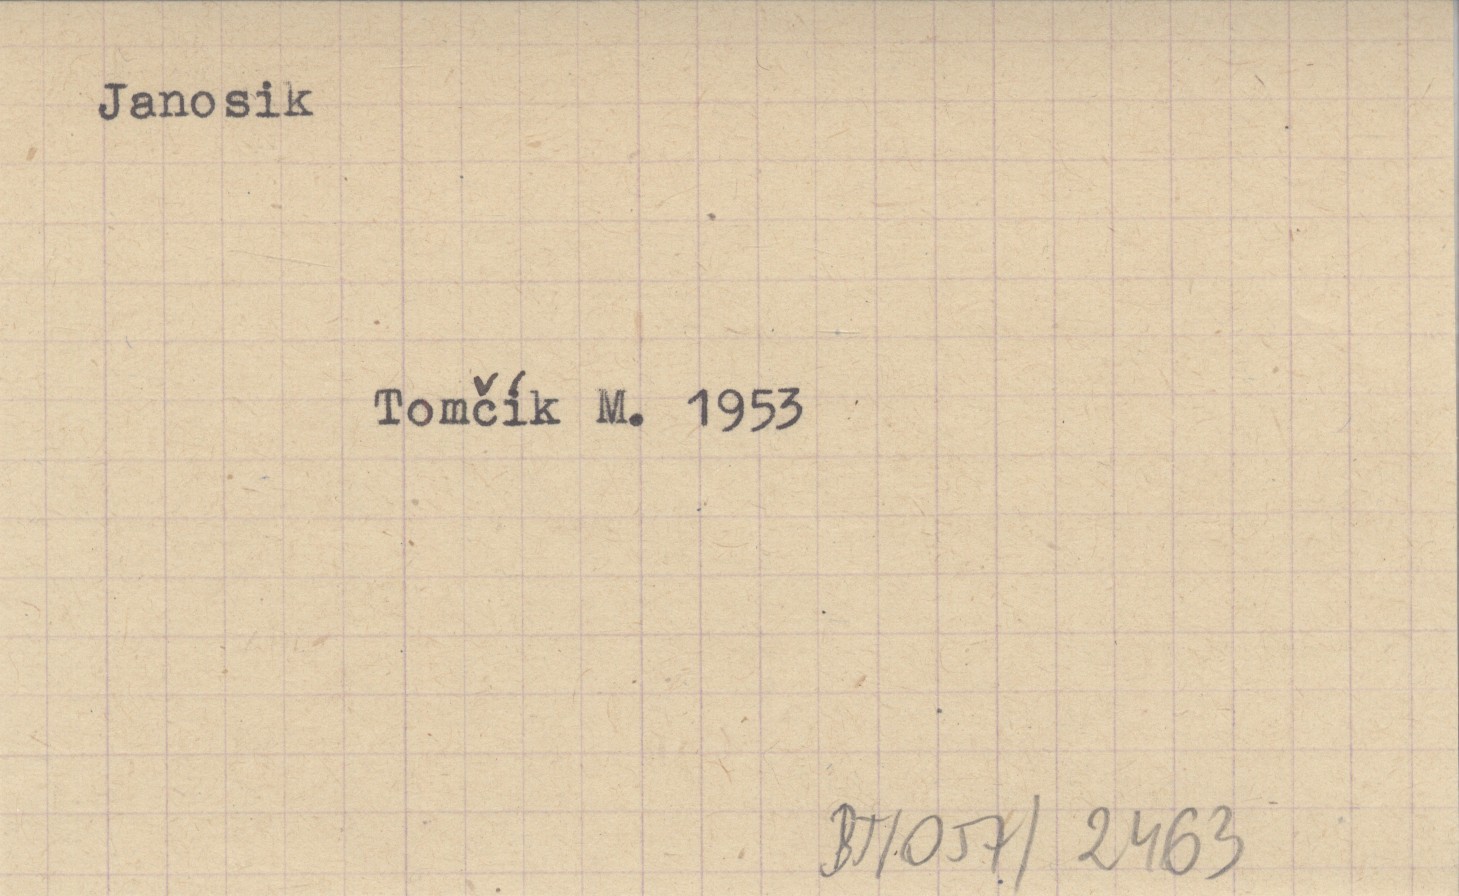 Janosik
Tomčík M. 1953
BT/057/ 2463